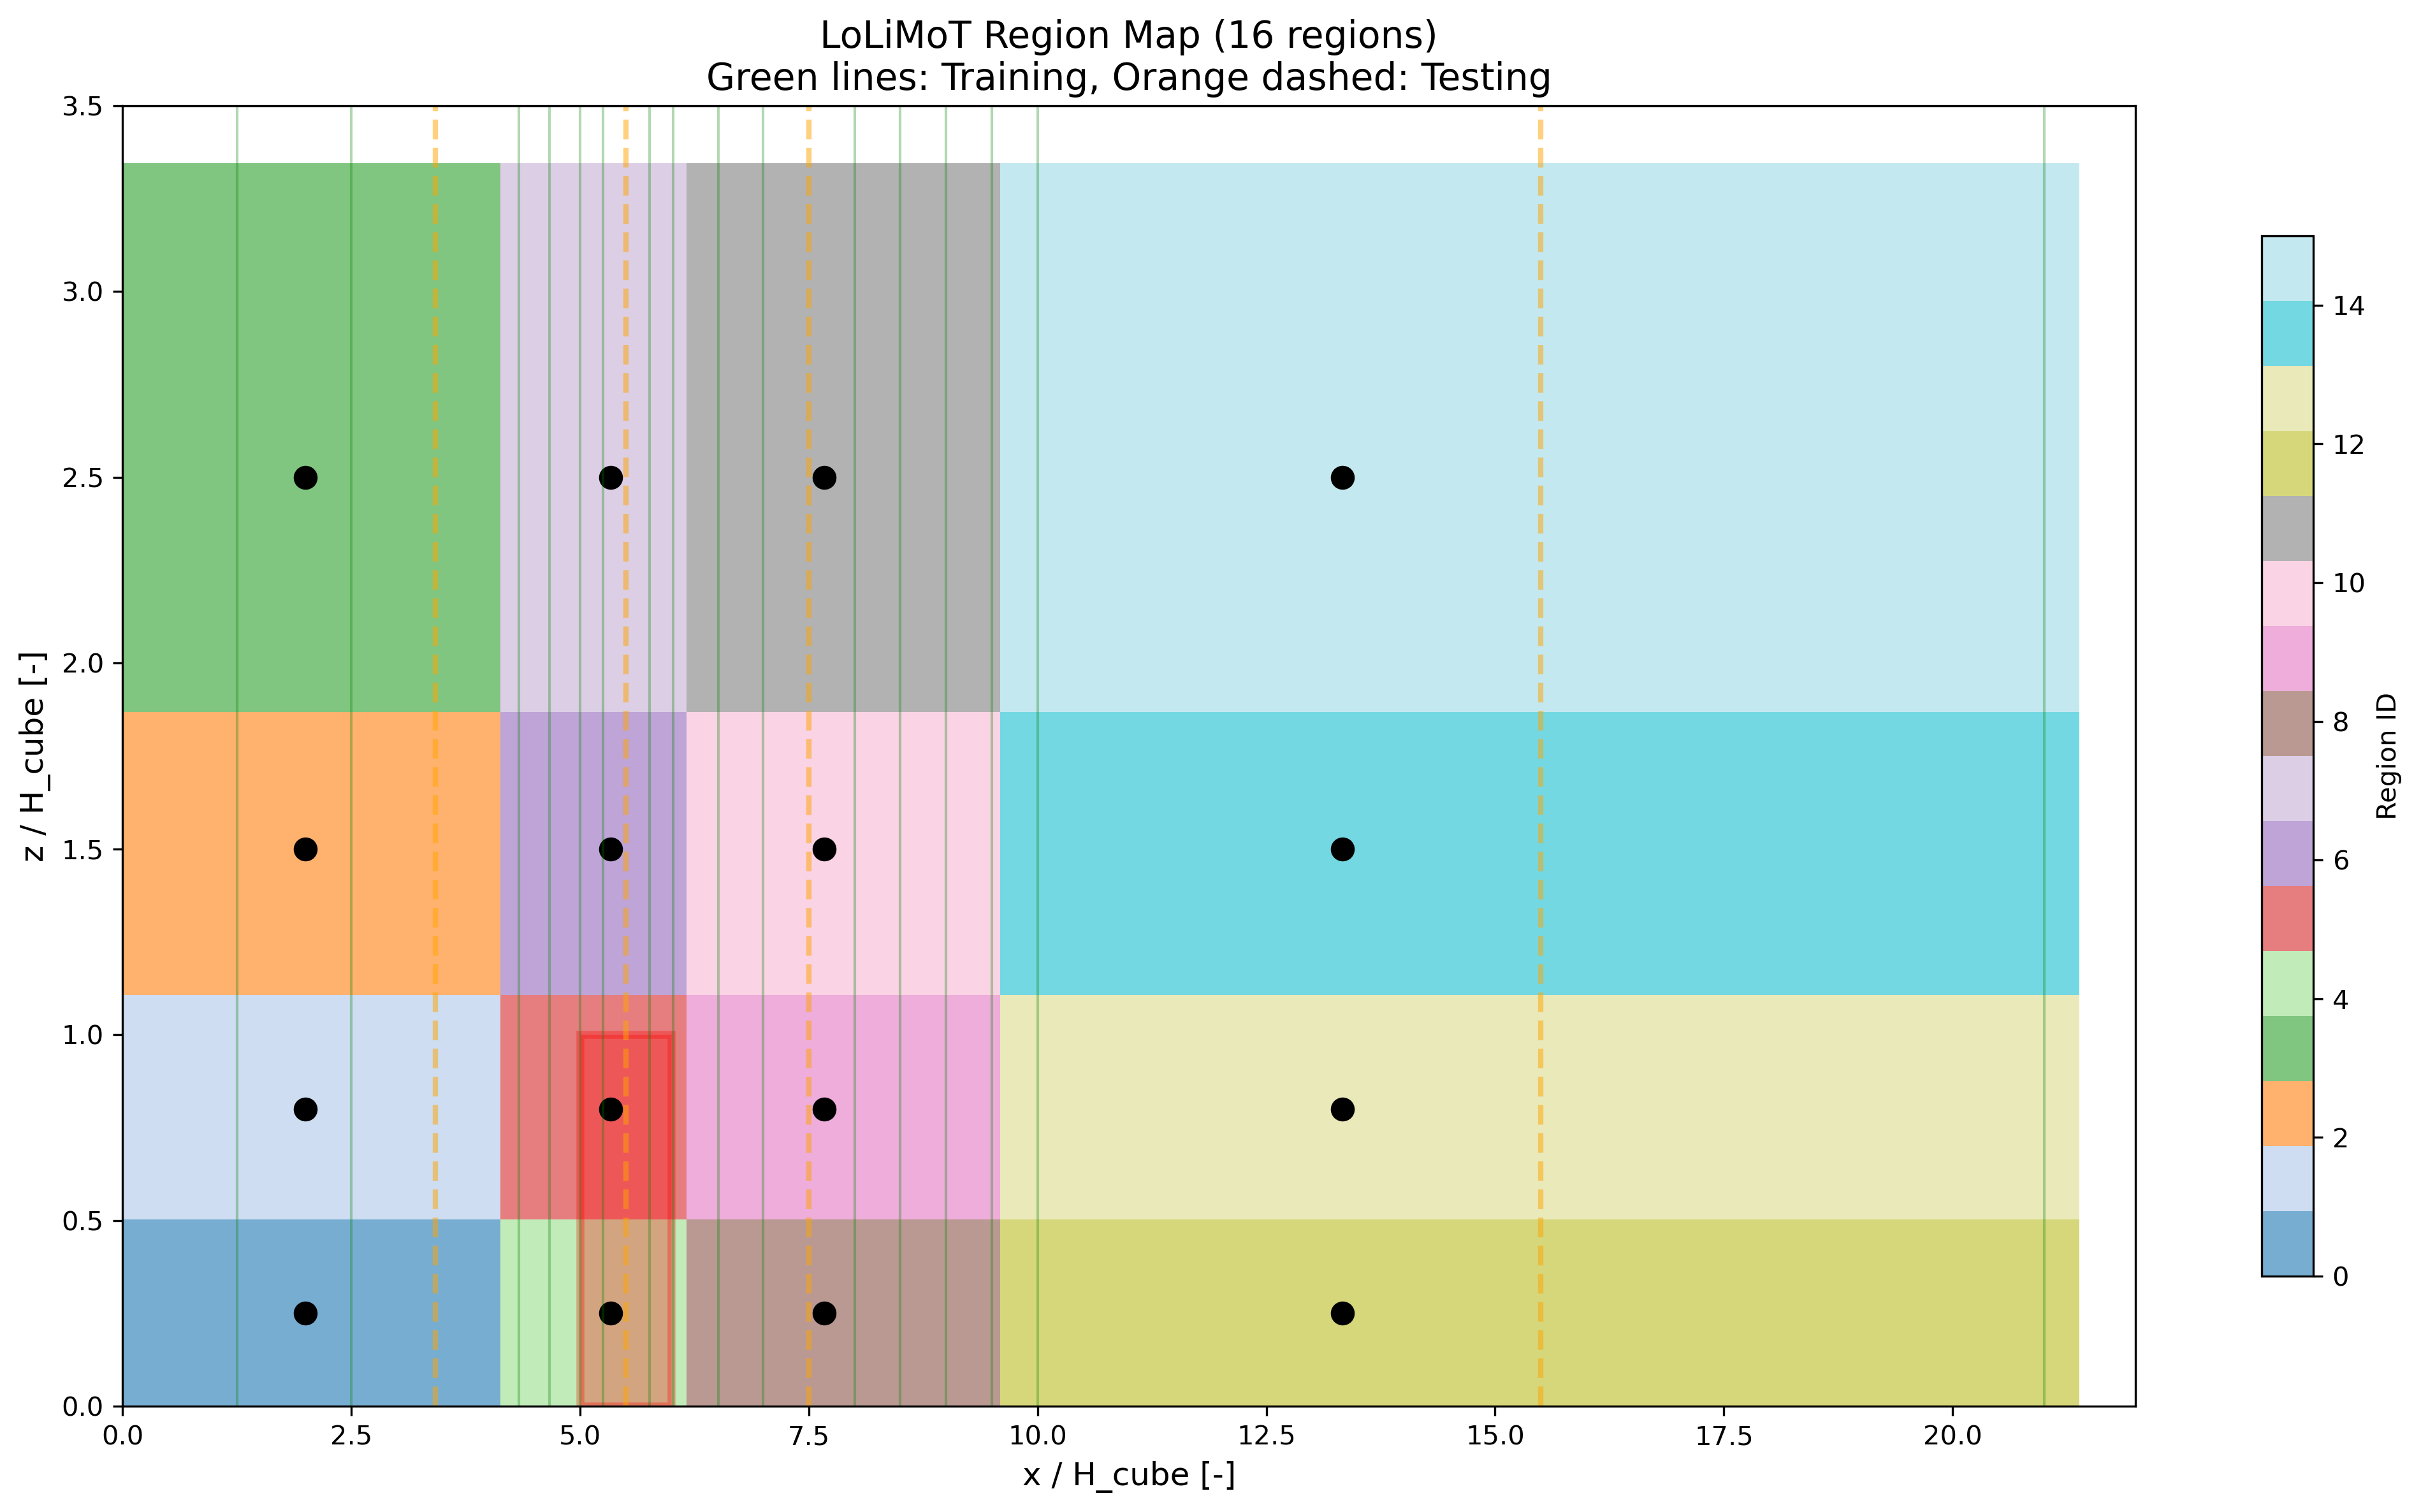 LoLiMoT Region Map (16 regions)
Green lines: Training, Orange dashed: Testing
3.5
3.0
2.5
2.0
1.5
1.0
0.5
0.0
z / H_cube [-]
0.0 2.5 5.0 7.5 10.0 12.5 15.0 17.5 20.0
x / H_cube [-]
14
12
10
8
6
4
2
0
Region ID